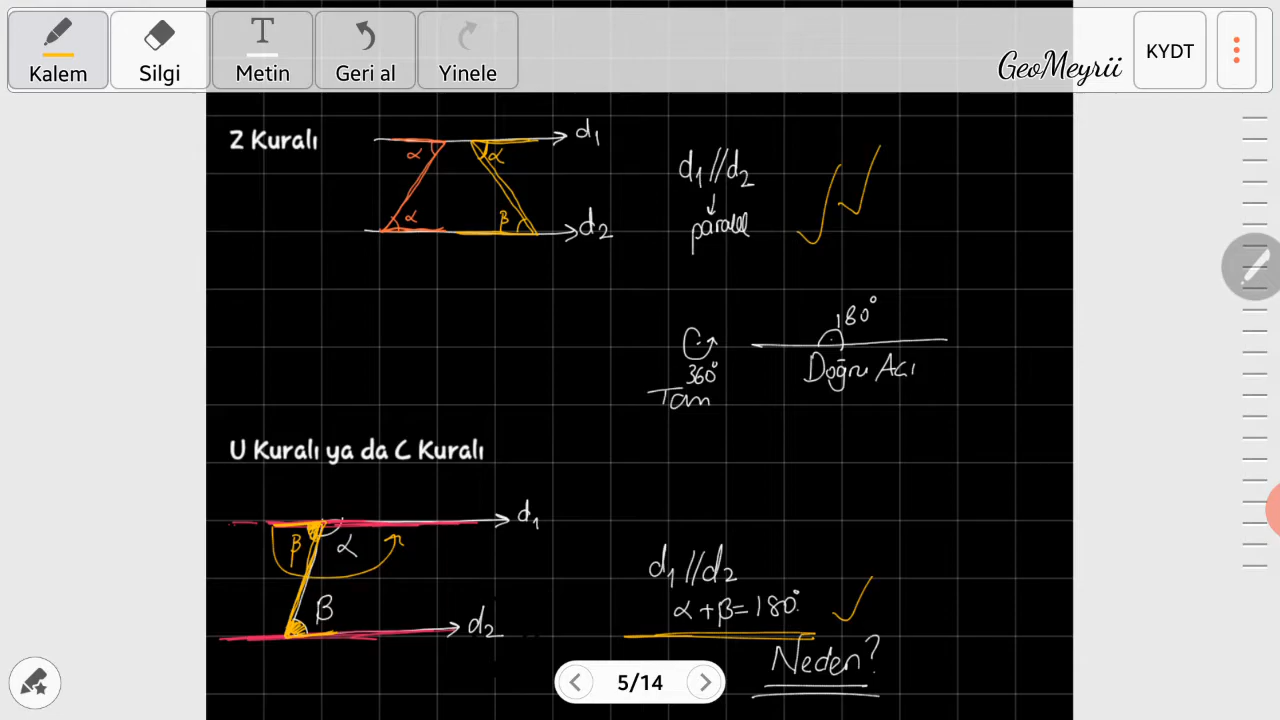 Kalem
Silgi
Metin
Geri al
Yinele
GeoMeyrii
KYDT
Z Kuralı
d1
α
α
α
β
d2
d1//d2
parallel
180°
360°
Tam
Doğru Açı
U Kuralı ya da C Kuralı
d1
β
α
β
d2
d1//d2
α+β=180°
Neden?
5/14